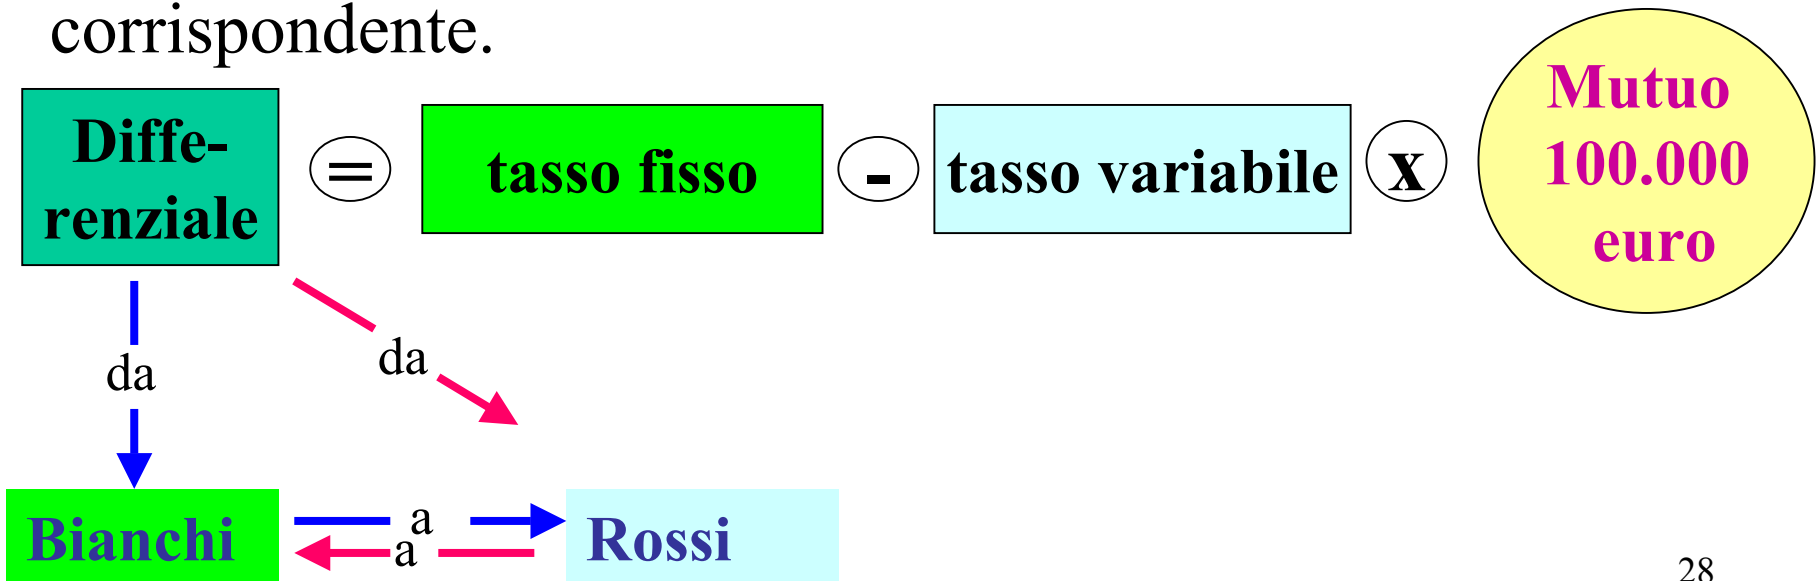 corrispondente.
Diffe-
renziale
=
tasso fisso
-
tasso variabile
x
Mutuo
100.000
euro
da
da
Bianchi
a
a
Rossi
28